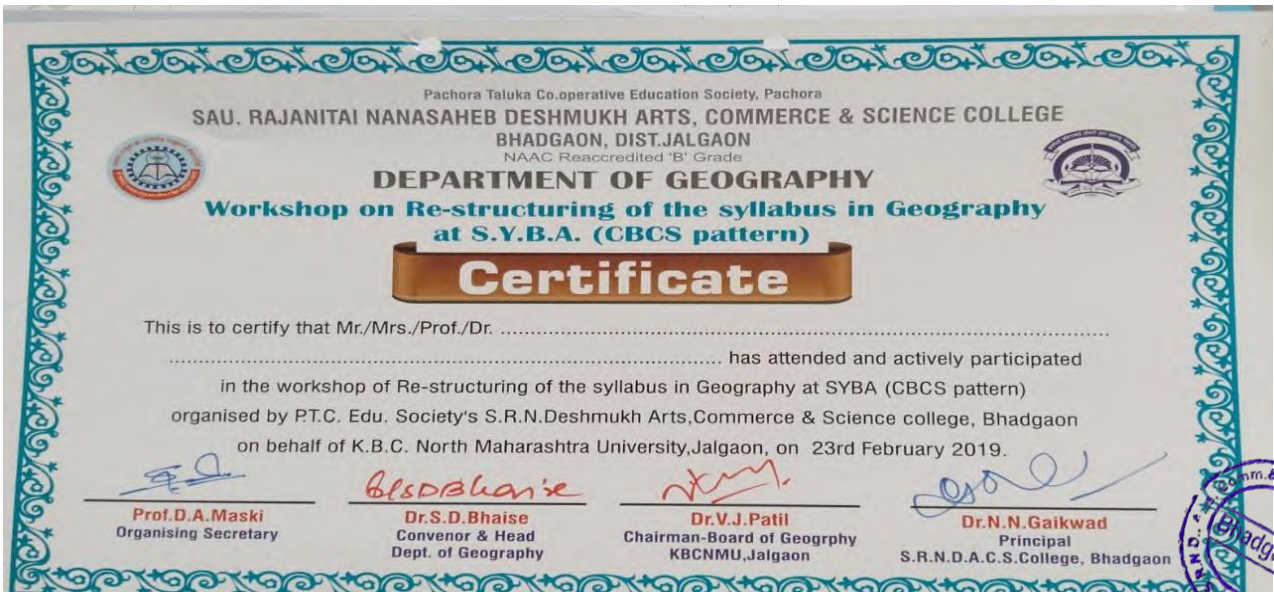 Pachora Taluka Co.operative Education Society, Pachora
SAU. RAJANITAI NANASAHEB DESHMUKH ARTS, COMMERCE & SCIENCE COLLEGE
BHADGAON, DIST.JALGAON
NAAC Reaccredited 'B' Grade
DEPARTMENT OF GEOGRAPHY
Workshop on Re-structuring of the syllabus in Geography
at S.Y.B.A. (CBCS pattern)
Certificate
This is to certify that Mr./Mrs./Prof./Dr. ....................................................................................................
.................................................................................................... has attended and actively participated
in the workshop of Re-structuring of the syllabus in Geography at SYBA (CBCS pattern)
organised by P.T.C. Edu. Society's S.R.N.Deshmukh Arts,Commerce & Science college, Bhadgaon
on behalf of K.B.C. North Maharashtra University,Jalgaon, on 23rd February 2019.
Prof.D.A.Maski
Organising Secretary
Dr.S.D.Bhaise
Convenor & Head
Dept. of Geography
Dr.V.J.Patil
Chairman-Board of Geogrphy
KBCNMU,Jalgaon
Dr.N.N.Gaikwad
Principal
S.R.N.D.A.C.S.College, Bhadgaon